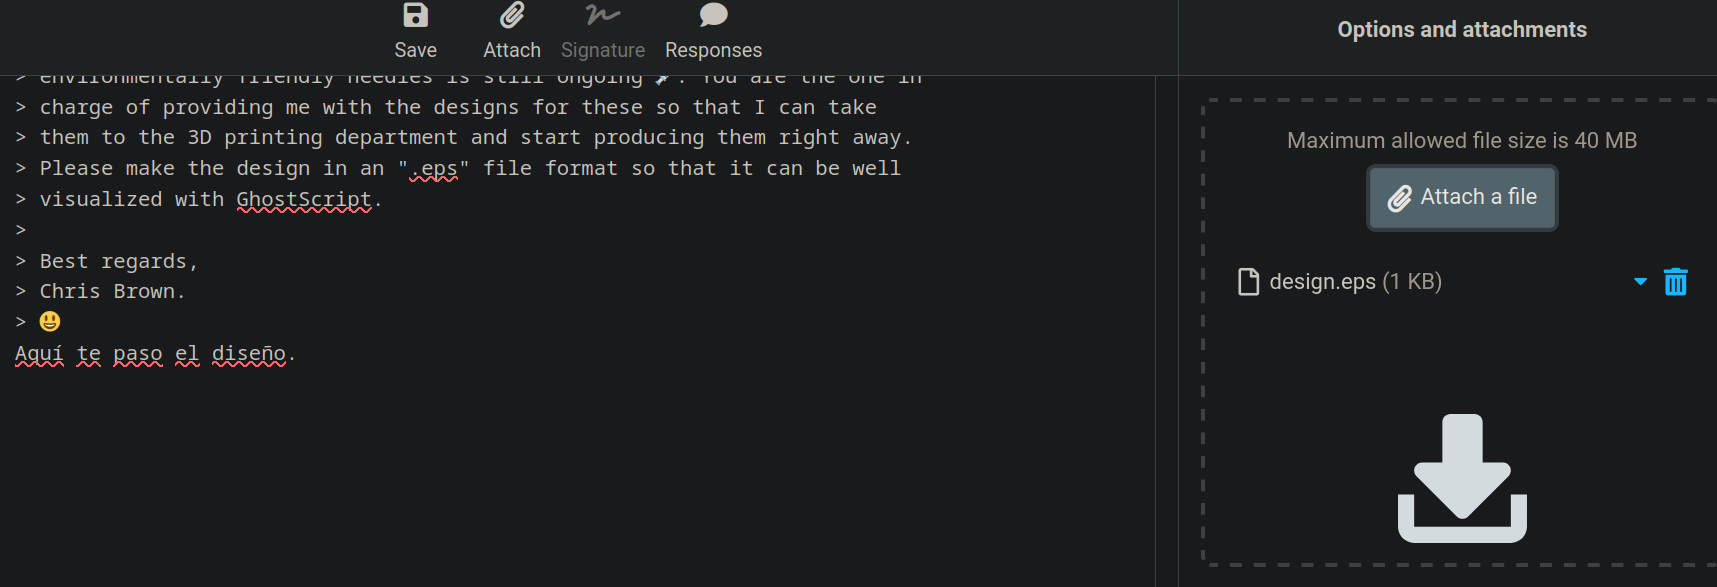 Save
Attach
Signature
Responses
Options and attachments
> environmentally friendly needles is still ongoing 💉. You are the one in
> charge of providing me with the designs for these so that I can take
> them to the 3D printing department and start producing them right away.
> Please make the design in an ".eps" file format so that it can be well
> visualized with GhostScript.
>
> Best regards,
> Chris Brown.
> 😃
Aquí te paso el diseño.
Maximum allowed file size is 40 MB
Attach a file
design.eps (1 KB)